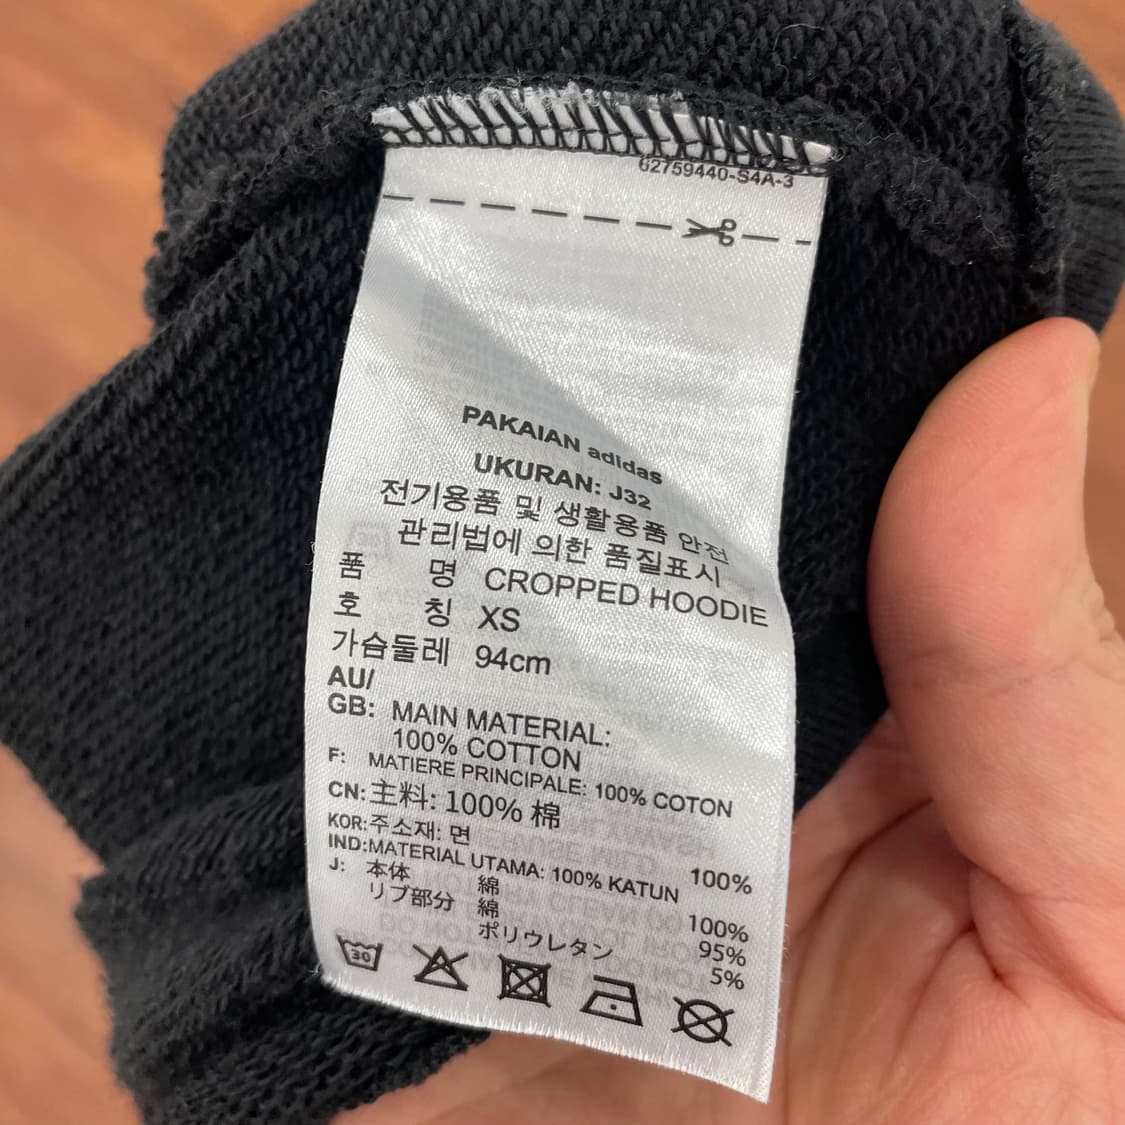 62759440-S4A-3
PAKAIAN adidas
UKURAN: J32
전기용품 및 생활용품 안전
관리법에 의한 품질표시
품 명 CROPPED HOODIE
호 칭 XS
가슴둘레 94cm
AU/
GB: MAIN MATERIAL:
100% COTTON
F: MATIERE PRINCIPALE: 100% COTON
CN: 主料: 100% 棉
KOR: 주소재: 면 100%
IND: MATERIAL UTAMA: 100% KATUN
J: 本体 綿 100%
リブ部分 綿 95%
ポリウレタン 5%
30